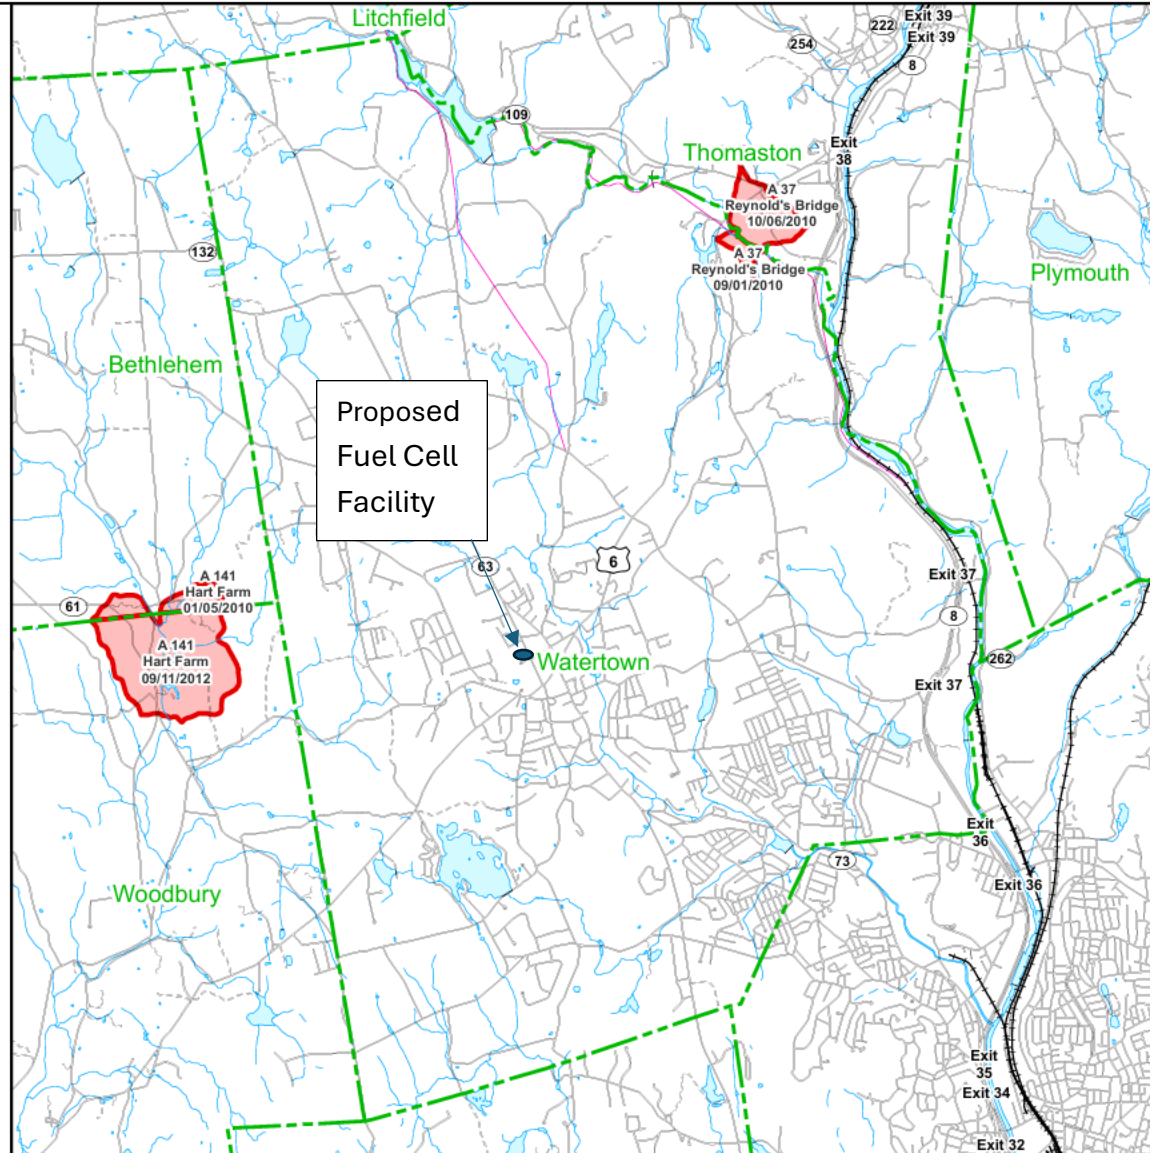 Litchfield
Exit 39
222
Exit 39
254
8
109
Exit
38
Thomaston
A 37
Reynold's Bridge
10/06/2010
132
A 37
Reynold's Bridge
09/01/2010
Plymouth
Bethlehem
Proposed
Fuel Cell
Facility
6
63
Exit 37
A 141
Hart Farm
01/05/2010
61
8
A 141
Hart Farm
09/11/2012
Watertown
262
Exit 37
Exit
36
73
Exit 36
Woodbury
Exit
35
Exit 34
Exit 32